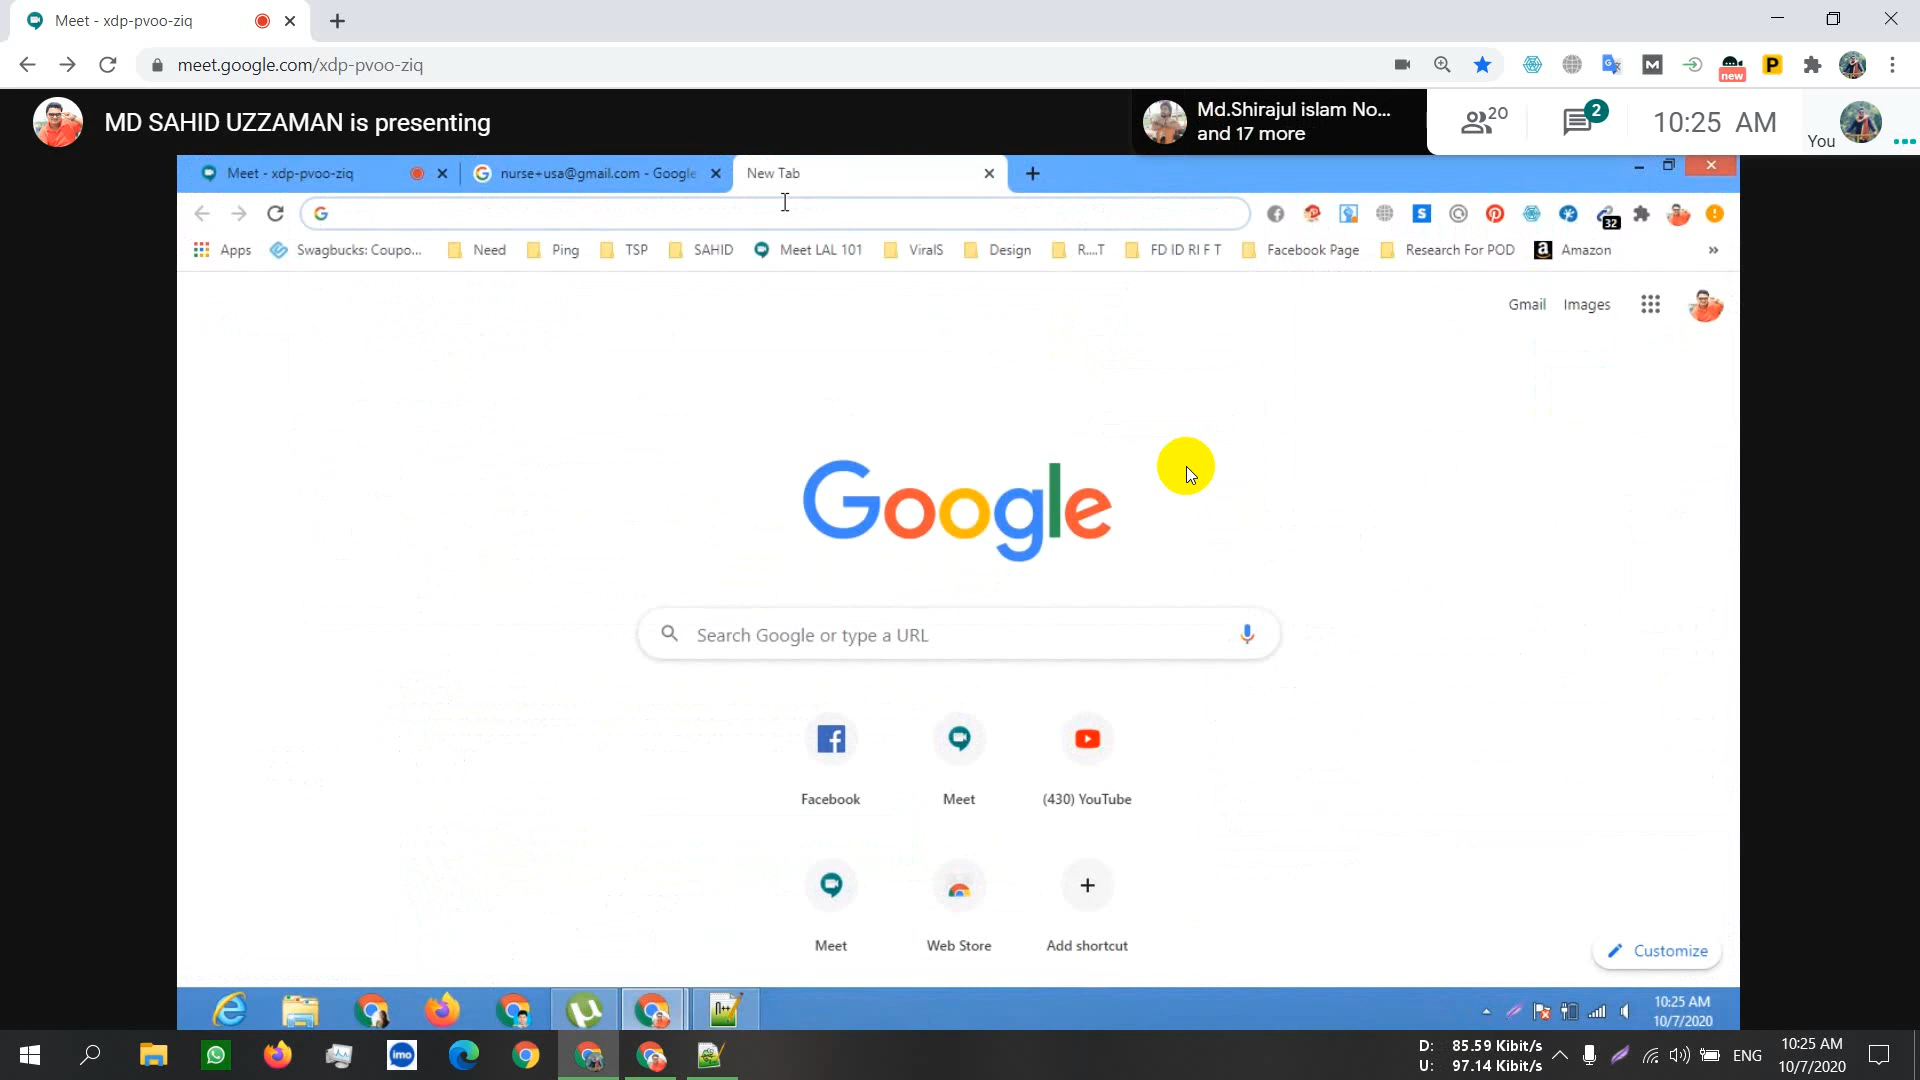 Meet - xdp-pvoo-ziq
meet.google.com/xdp-pvoo-ziq
new
MD SAHID UZZAMAN is presenting
Md.Shirajul islam No...
and 17 more
20
2
10:25 AM
You
Meet - xdp-pvoo-ziq
nurse+usa@gmail.com - Google
New Tab
32
Apps
Swagbucks: Coupo...
Need
Ping
TSP
SAHID
Meet LAL 101
ViralS
Design
R....T
FD ID RI F T
Facebook Page
Research For POD
Amazon
»
Gmail
Images
Google
Search Google or type a URL
Facebook
Meet
(430) YouTube
Meet
Web Store
Add shortcut
Customize
10:25 AM
10/7/2020
imo
D: 85.59 Kibit/s
U: 97.14 Kibit/s
ENG
10:25 AM
10/7/2020